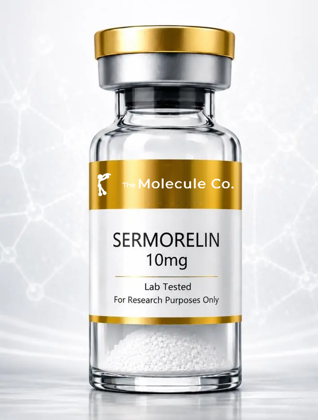 The Molecule Co.
SERMORELIN
10mg
Lab Tested
For Research Purposes Only